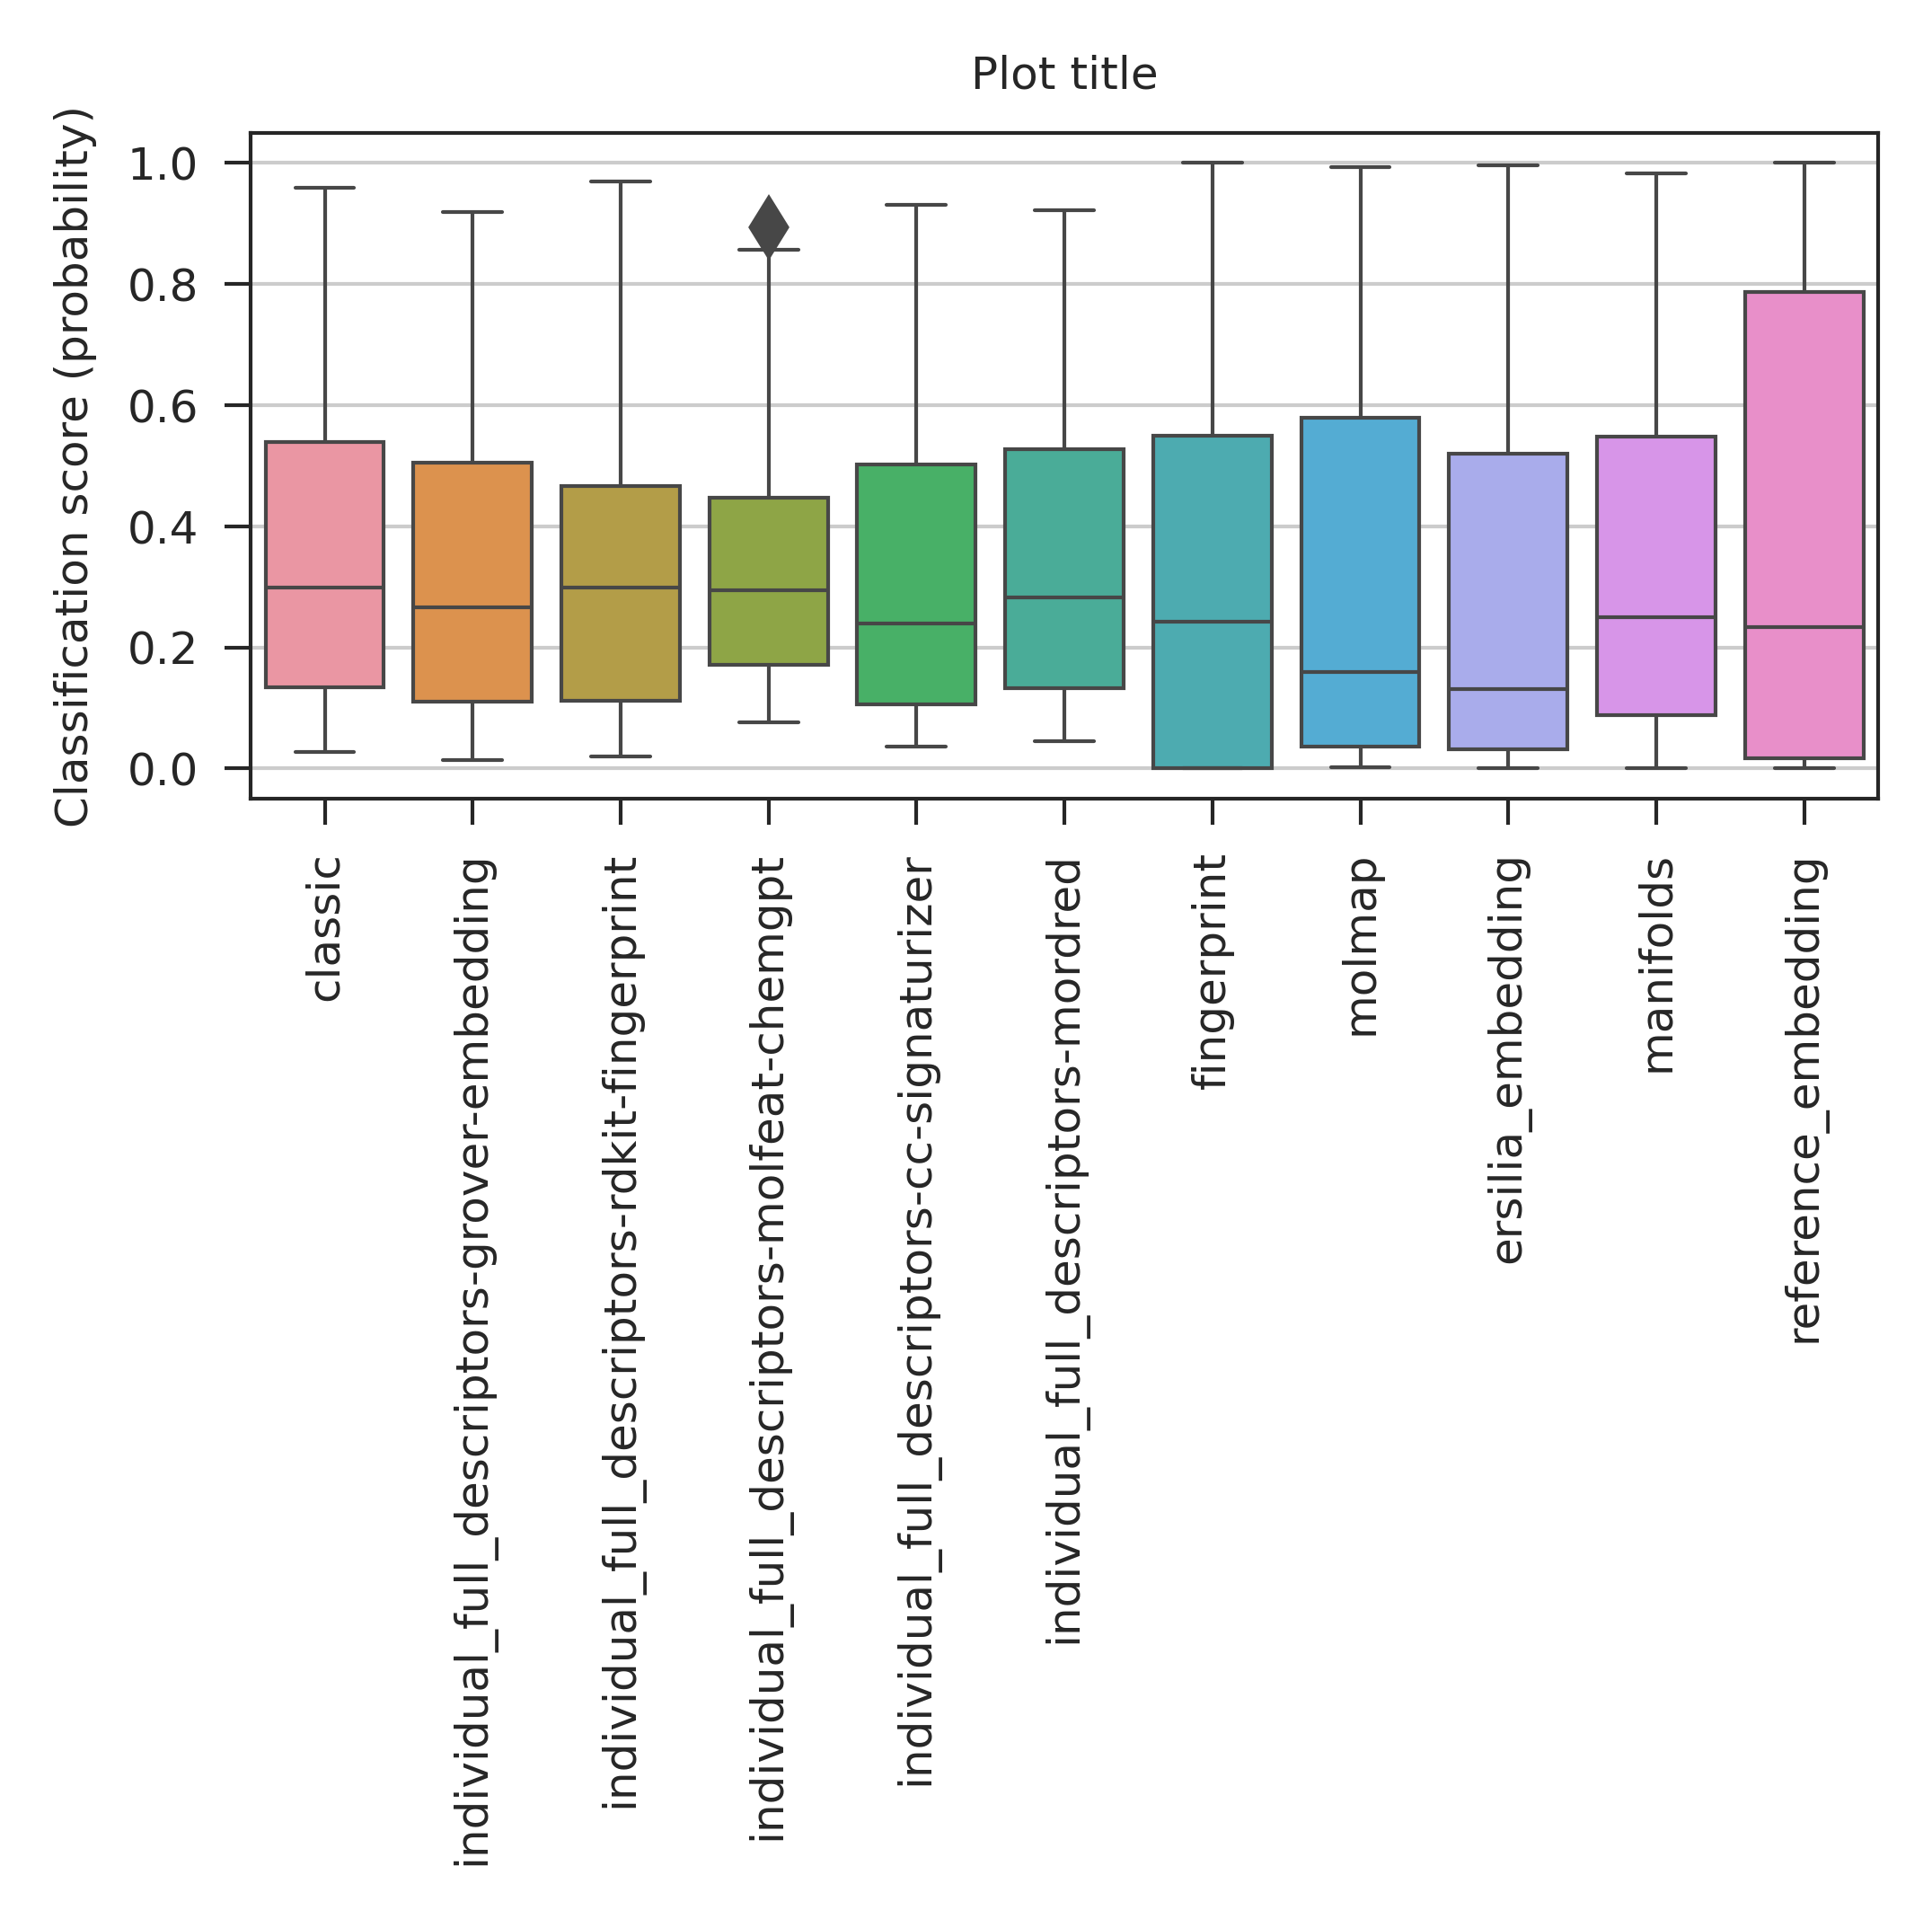 Plot title
Classification score (probability)
1.0
0.8
0.6
0.4
0.2
0.0
classic
individual_full_descriptors-grover-embedding
individual_full_descriptors-rdkit-fingerprint
individual_full_descriptors-molfeat-chemgpt
individual_full_descriptors-cc-signaturizer
individual_full_descriptors-mordred
fingerprint
molmap
ersilia_embedding
manifolds
reference_embedding